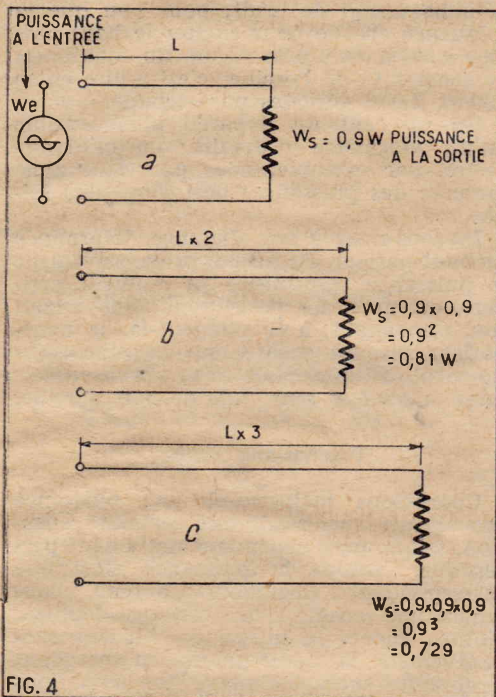 PUISSANCE
A L'ENTREE
L
We
a
Ws = 0,9 W PUISSANCE
A LA SORTIE
L x 2
b
Ws = 0,9 x 0,9
= 0,9²
= 0,81 W
L x 3
c
Ws=0,9x0,9x0,9
= 0,9³
= 0,729
FIG. 4